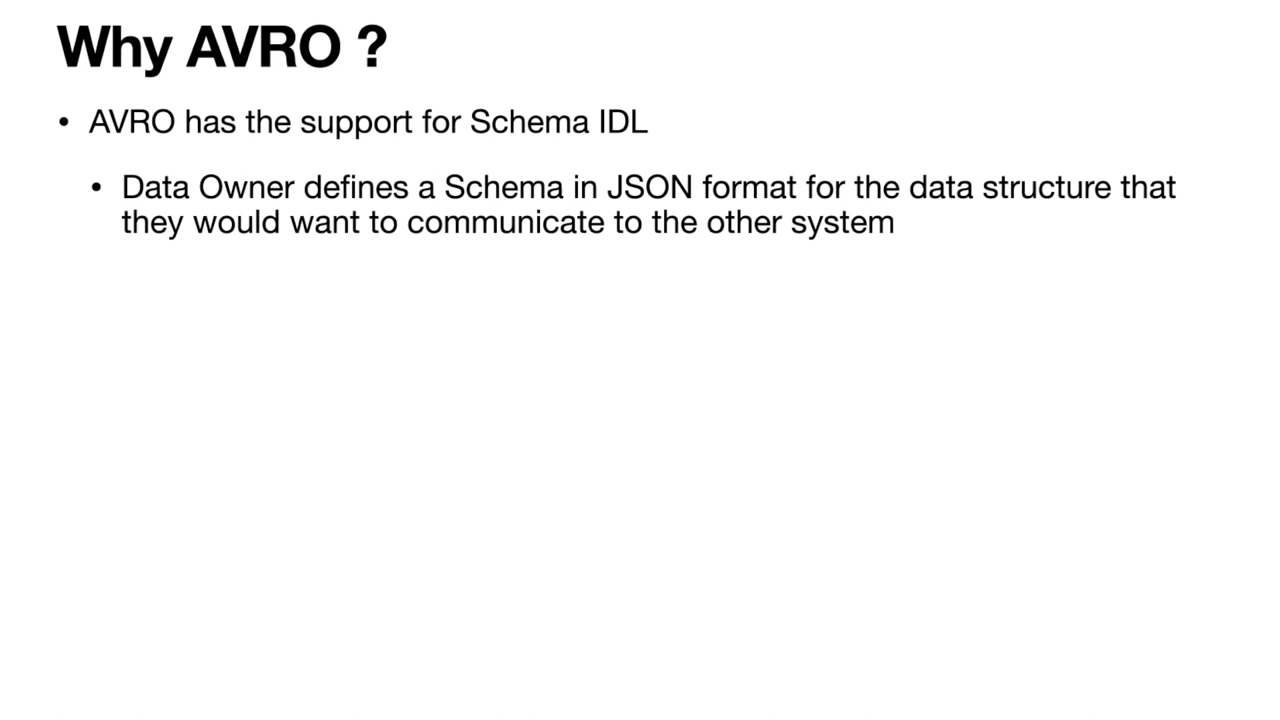 Why AVRO ?
• AVRO has the support for Schema IDL
• Data Owner defines a Schema in JSON format for the data structure that
they would want to communicate to the other system